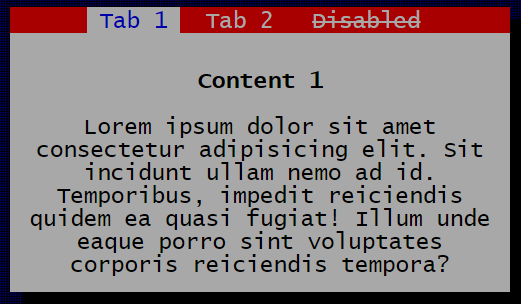 Tab 1 Tab 2 Disabled
Content 1
Lorem ipsum dolor sit amet
consectetur adipisicing elit. Sit
incidunt ullam nemo ad id.
Temporibus, impedit reiciendis
quidem ea quasi fugiat! Illum unde
eaque porro sint voluptates
corporis reiciendis tempora?